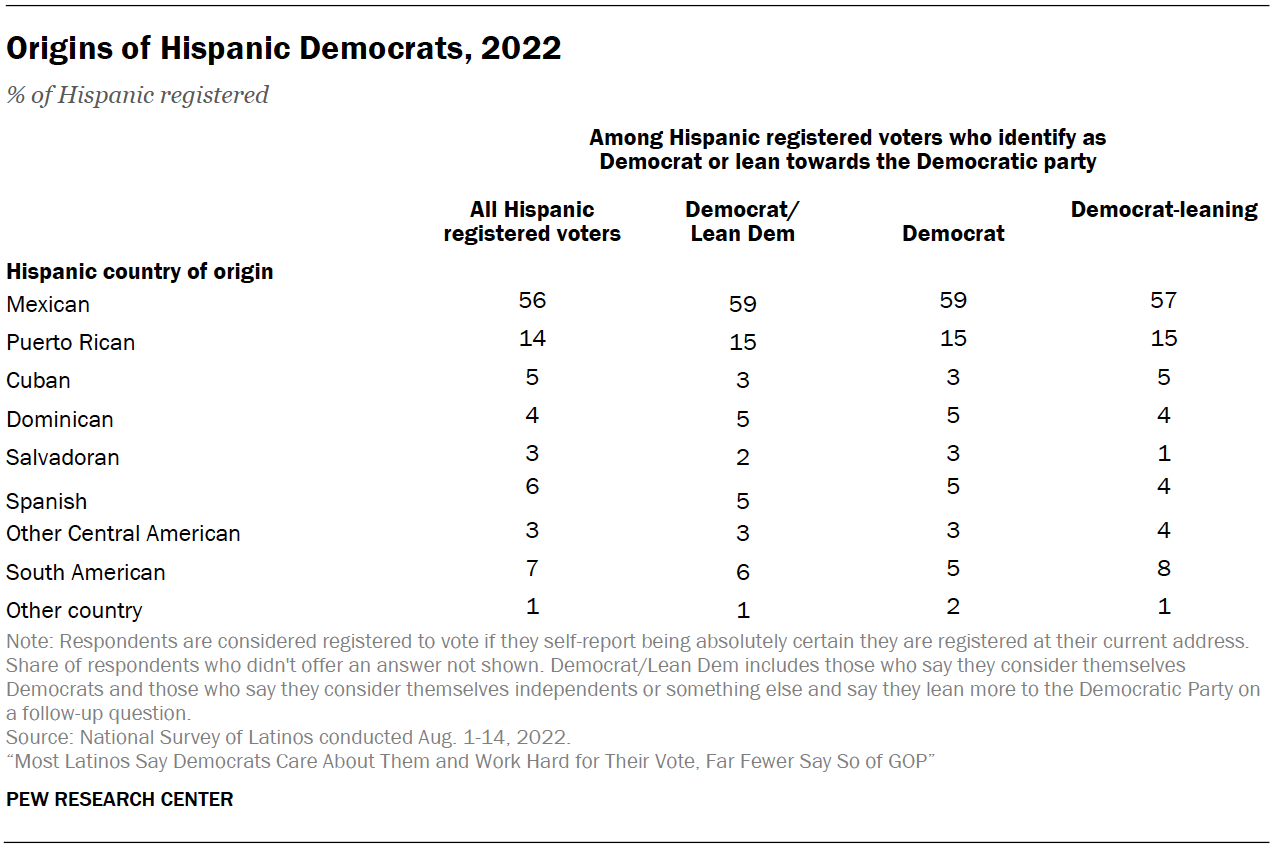 Origins of Hispanic Democrats, 2022
% of Hispanic registered
Among Hispanic registered voters who identify as
Democrat or lean towards the Democratic party
All Hispanic registered voters
Democrat/ Lean Dem
Democrat
Democrat-leaning
Hispanic country of origin
Mexican 56 59 59 57
Puerto Rican 14 15 15 15
Cuban 5 3 3 5
Dominican 4 5 5 4
Salvadoran 3 2 3 1
Spanish 6 5 5 4
Other Central American 3 3 3 4
South American 7 6 5 8
Other country 1 1 2 1
Note: Respondents are considered registered to vote if they self-report being absolutely certain they are registered at their current address.
Share of respondents who didn't offer an answer not shown. Democrat/Lean Dem includes those who say they consider themselves
Democrats and those who say they consider themselves independents or something else and say they lean more to the Democratic Party on
a follow-up question.
Source: National Survey of Latinos conducted Aug. 1-14, 2022.
“Most Latinos Say Democrats Care About Them and Work Hard for Their Vote, Far Fewer Say So of GOP”
PEW RESEARCH CENTER